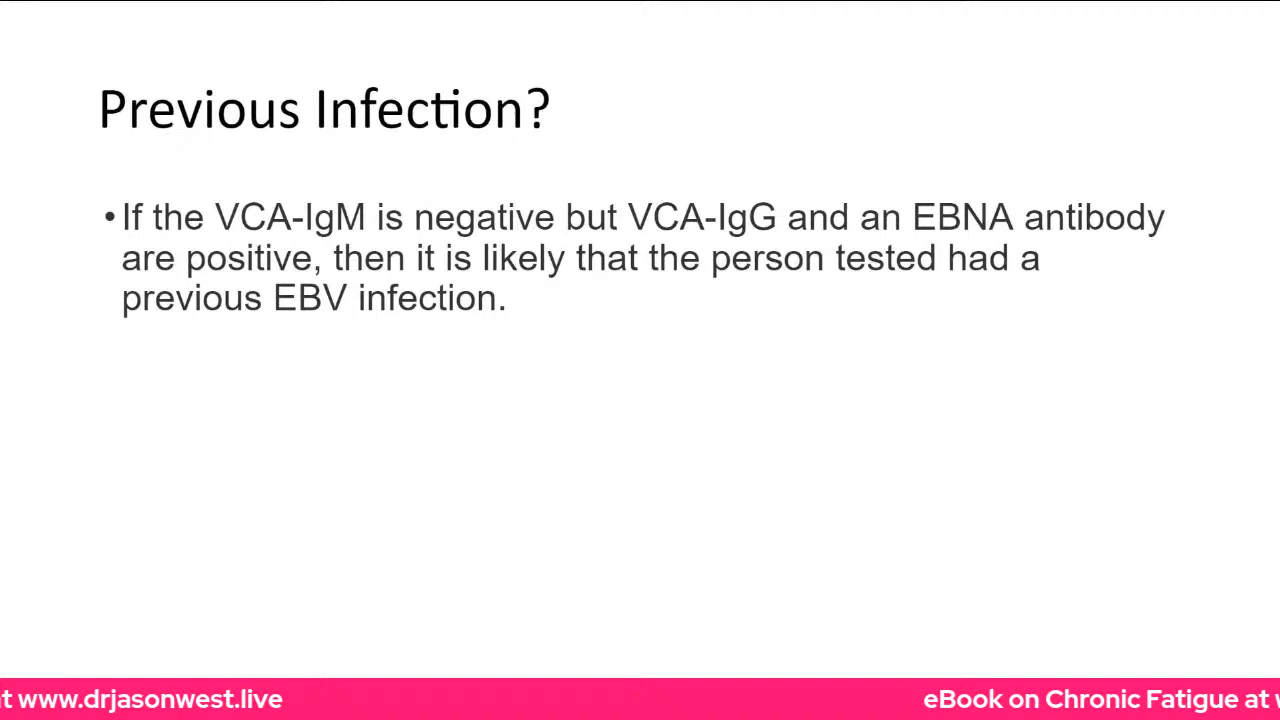 Previous Infection?
•If the VCA-IgM is negative but VCA-IgG and an EBNA antibody
are positive, then it is likely that the person tested had a
previous EBV infection.
t www.drjasonwest.live
eBook on Chronic Fatigue at w